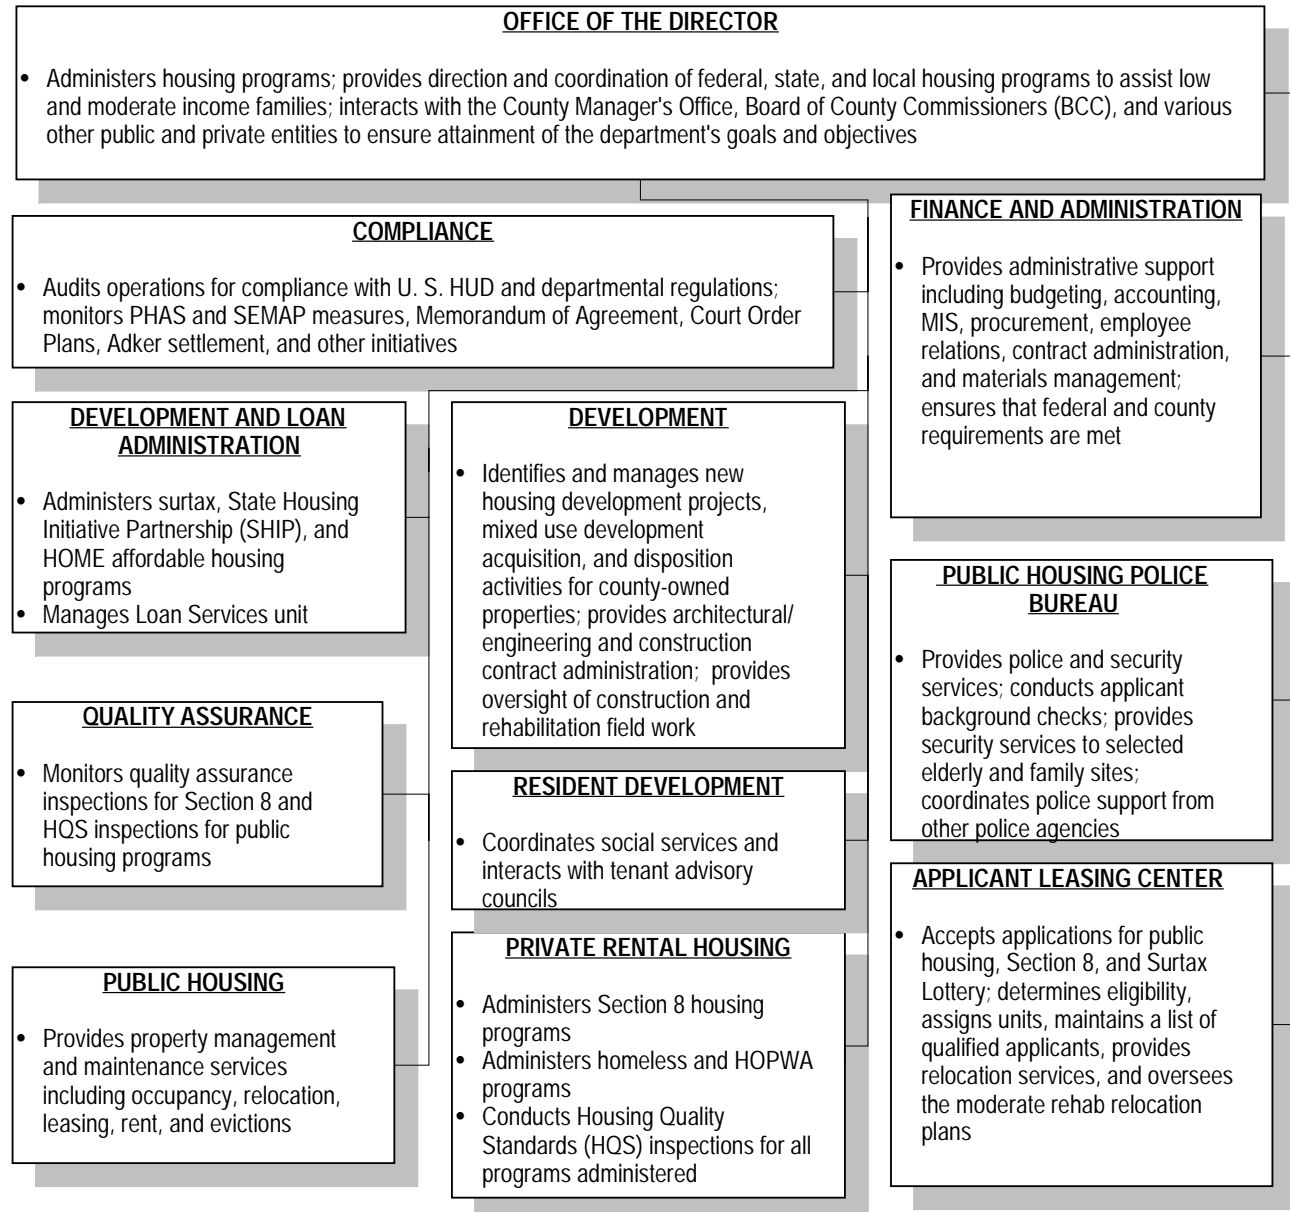 OFFICE OF THE DIRECTOR
• Administers housing programs; provides direction and coordination of federal, state, and local housing programs to assist low
and moderate income families; interacts with the County Manager's Office, Board of County Commissioners (BCC), and various
other public and private entities to ensure attainment of the department's goals and objectives
COMPLIANCE
• Audits operations for compliance with U. S. HUD and departmental regulations;
monitors PHAS and SEMAP measures, Memorandum of Agreement, Court Order
Plans, Adker settlement, and other initiatives
FINANCE AND ADMINISTRATION
• Provides administrative support
including budgeting, accounting,
MIS, procurement, employee
relations, contract administration,
and materials management;
ensures that federal and county
requirements are met
DEVELOPMENT AND LOAN
ADMINISTRATION
• Administers surtax, State Housing
Initiative Partnership (SHIP), and
HOME affordable housing
programs
• Manages Loan Services unit
DEVELOPMENT
• Identifies and manages new
housing development projects,
mixed use development
acquisition, and disposition
activities for county-owned
properties; provides architectural/
engineering and construction
contract administration; provides
oversight of construction and
rehabilitation field work
PUBLIC HOUSING POLICE
BUREAU
• Provides police and security
services; conducts applicant
background checks; provides
security services to selected
elderly and family sites;
coordinates police support from
other police agencies
QUALITY ASSURANCE
• Monitors quality assurance
inspections for Section 8 and
HQS inspections for public
housing programs
RESIDENT DEVELOPMENT
• Coordinates social services and
interacts with tenant advisory
councils
APPLICANT LEASING CENTER
• Accepts applications for public
housing, Section 8, and Surtax
Lottery; determines eligibility,
assigns units, maintains a list of
qualified applicants, provides
relocation services, and oversees
the moderate rehab relocation
plans
PUBLIC HOUSING
• Provides property management
and maintenance services
including occupancy, relocation,
leasing, rent, and evictions
PRIVATE RENTAL HOUSING
• Administers Section 8 housing
programs
• Administers homeless and HOPWA
programs
• Conducts Housing Quality
Standards (HQS) inspections for all
programs administered